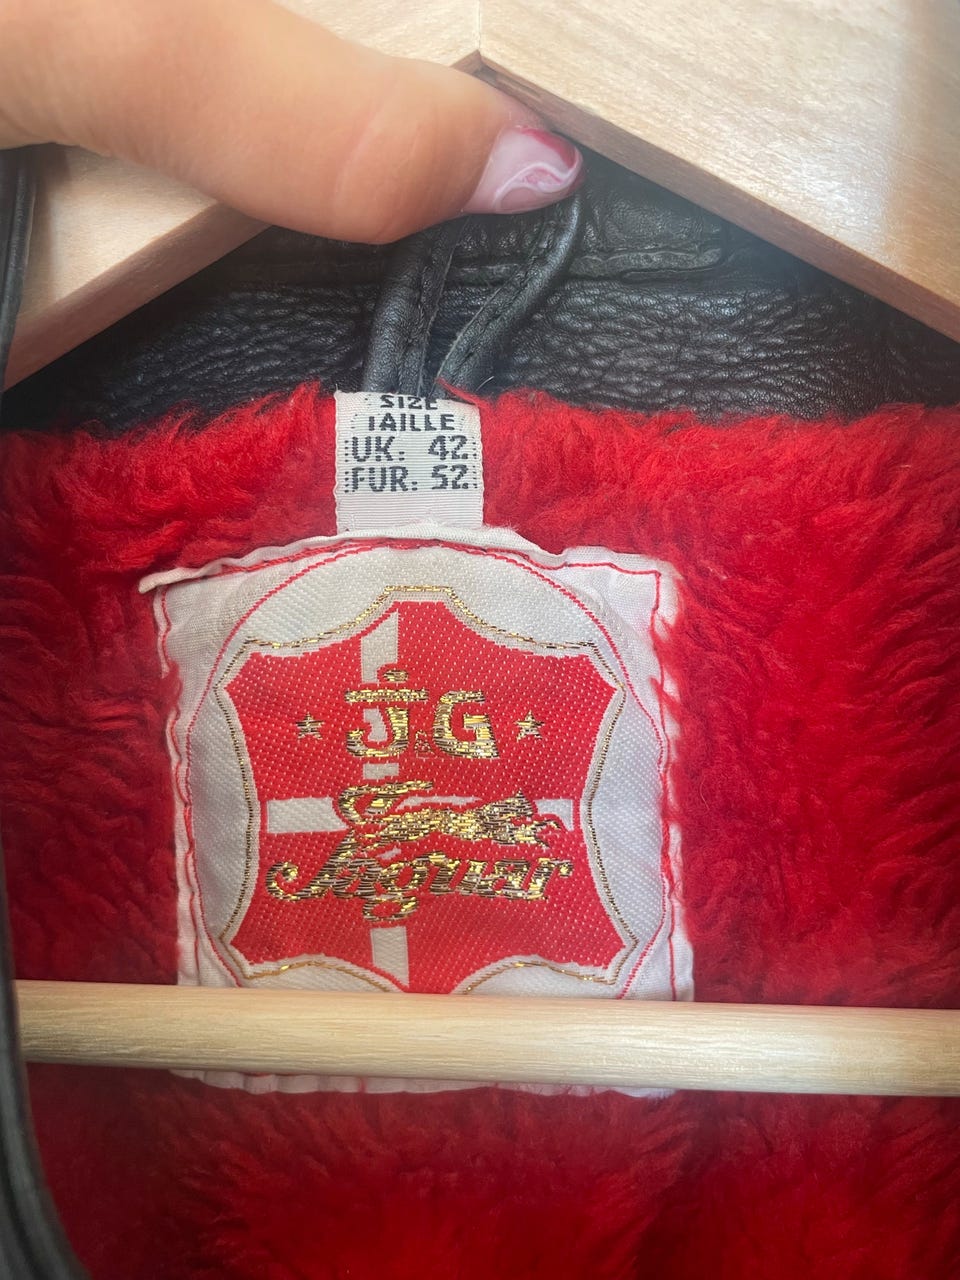 SIZE
TAILLE
UK: 42
EUR: 52
J&G
Jaguar